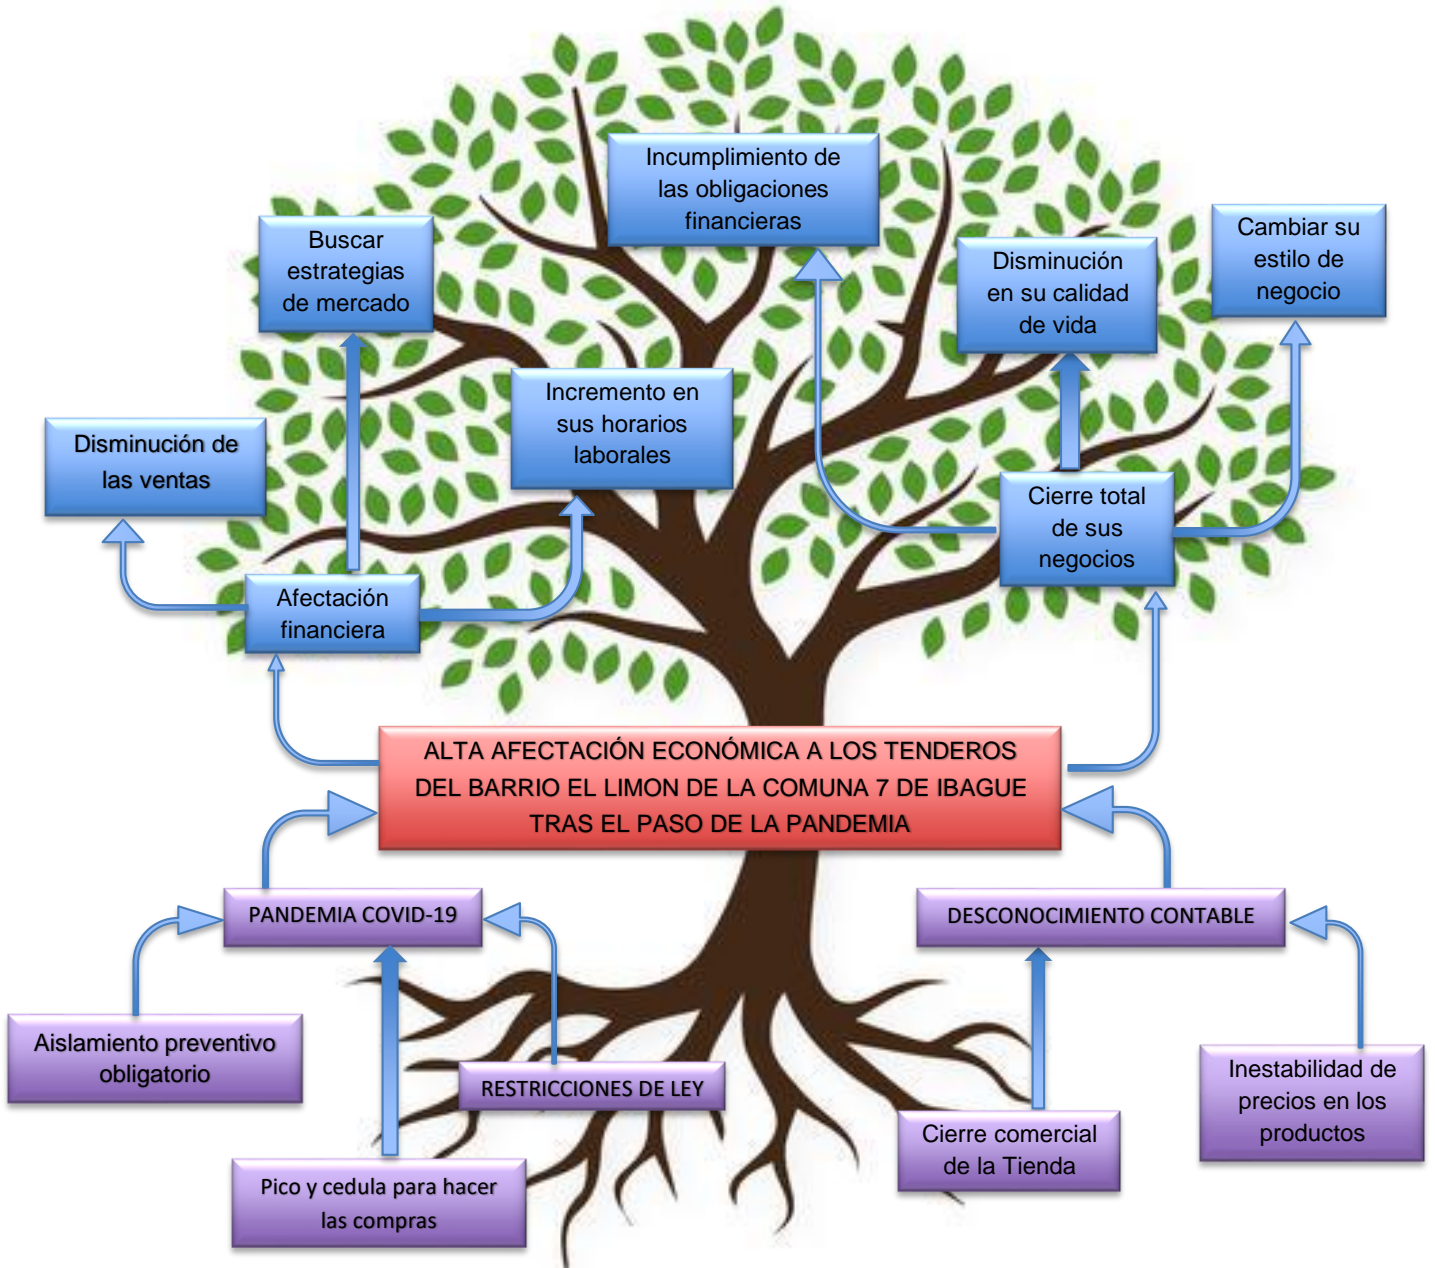 Incumplimiento de
las obligaciones
financieras
Buscar
estrategias
de mercado
Disminución
en su calidad
de vida
Cambiar su
estilo de
negocio
Disminución de
las ventas
Incremento en
sus horarios
laborales
Cierre total
de sus
negocios
Afectación
financiera
ALTA AFECTACIÓN ECONÓMICA A LOS TENDEROS
DEL BARRIO EL LIMON DE LA COMUNA 7 DE IBAGUE
TRAS EL PASO DE LA PANDEMIA
PANDEMIA COVID-19
DESCONOCIMIENTO CONTABLE
Aislamiento preventivo
obligatorio
RESTRICCIONES DE LEY
Inestabilidad de
precios en los
productos
Cierre comercial
de la Tienda
Pico y cedula para hacer
las compras